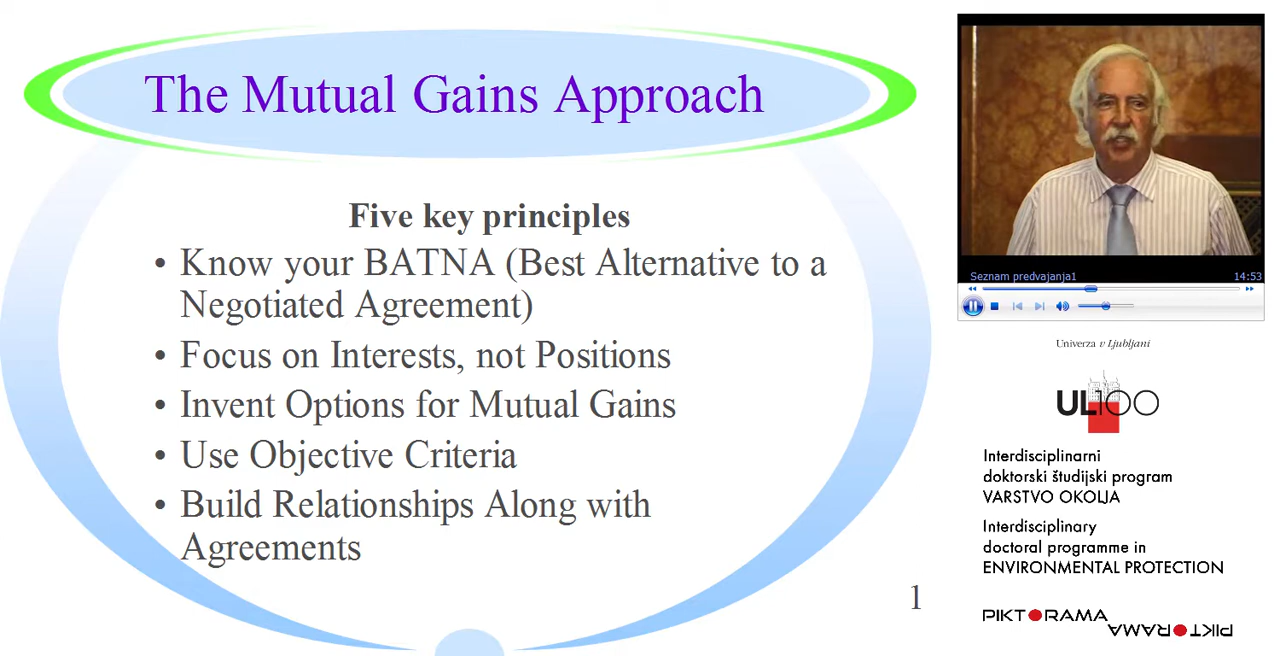 The Mutual Gains Approach
Five key principles
• Know your BATNA (Best Alternative to a
Negotiated Agreement)
• Focus on Interests, not Positions
• Invent Options for Mutual Gains
• Use Objective Criteria
• Build Relationships Along with
Agreements
1
Seznam predvajanja1 14:53
Univerza v Ljubljani
UL100
Interdisciplinarni
doktorski študijski program
VARSTVO OKOLJA
Interdisciplinary
doctoral programme in
ENVIRONMENTAL PROTECTION
PIKTORAMA
PIKTORAMA